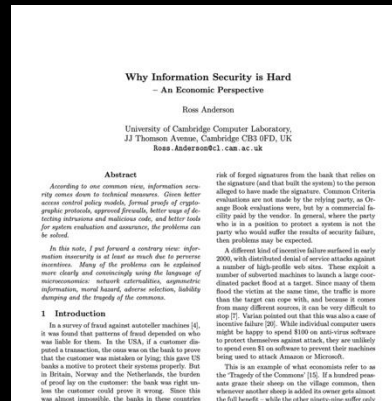 Why Information Security is Hard
– An Economic Perspective
Ross Anderson
University of Cambridge Computer Laboratory,
JJ Thomson Avenue, Cambridge CB3 0FD, UK
Ross.Anderson@cl.cam.ac.uk
Abstract
According to one common view, information secu-
rity comes down to technical measures. Given better
access control policy models, formal proofs of crypto-
graphic protocols, approved firewalls, better ways of de-
tecting intrusions and malicious code, and better tools
for system evaluation and assurance, the problems can
be solved.
In this note, I put forward a contrary view: infor-
mation insecurity is at least as much due to perverse
incentives. Many of the problems can be explained
more clearly and convincingly using the language of
microeconomics: network externalities, asymmetric
information, moral hazard, adverse selection, liability
dumping and the tragedy of the commons.
1 Introduction
In a survey of fraud against autoteller machines [4],
it was found that patterns of fraud depended on who
was liable for them. In the USA, if a customer dis-
puted a transaction, the onus was on the bank to prove
that the customer was mistaken or lying; this gave US
banks a motive to protect their systems properly. But
in Britain, Norway and the Netherlands, the burden
of proof lay on the customer: the bank was right un-
less the customer could prove it wrong. Since this
was almost impossible, the banks in these countries
risk of forged signatures from the bank that relies on
the signature (and that built the system) to the person
alleged to have made the signature. Common Criteria
evaluations are not made by the relying party, as Or-
ange Book evaluations were, but by a commercial fa-
cility paid by the vendor. In general, where the party
who is in a position to protect a system is not the
party who would suffer the results of security failure,
then problems may be expected.
A different kind of incentive failure surfaced in early
2000, with distributed denial of service attacks against
a number of high-profile web sites. These exploit a
number of subverted machines to launch a large coor-
dinated packet flood at a target. Since many of them
flood the victim at the same time, the traffic is more
than the target can cope with, and because it comes
from many different sources, it can be very difficult to
stop [7]. Varian pointed out that this was also a case of
incentive failure [20]. While individual computer users
might be happy to spend $100 on anti-virus software
to protect themselves against attack, they are unlikely
to spend even $1 on software to prevent their machines
being used to attack Amazon or Microsoft.
This is an example of what economists refer to as
the 'Tragedy of the Commons' [15]. If a hundred peas-
ants graze their sheep on the village common, then
whenever another sheep is added its owner gets almost
the full benefit – while the other ninety-nine suffer only